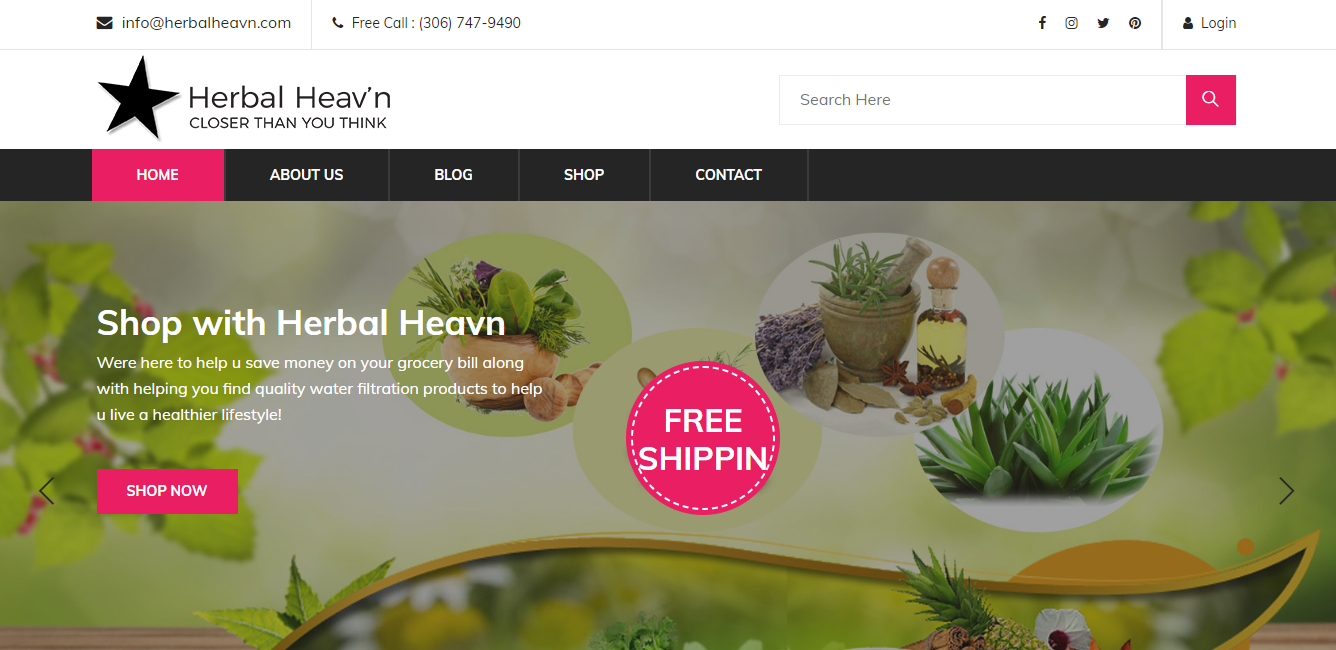 info@herbalheavn.com
Free Call : (306) 747-9490
Login
Herbal Heav'n
CLOSER THAN YOU THINK
Search Here
HOME
ABOUT US
BLOG
SHOP
CONTACT
Shop with Herbal Heavn
Were here to help u save money on your grocery bill along
with helping you find quality water filtration products to help
u live a healthier lifestyle!
SHOP NOW
FREE
SHIPPIN